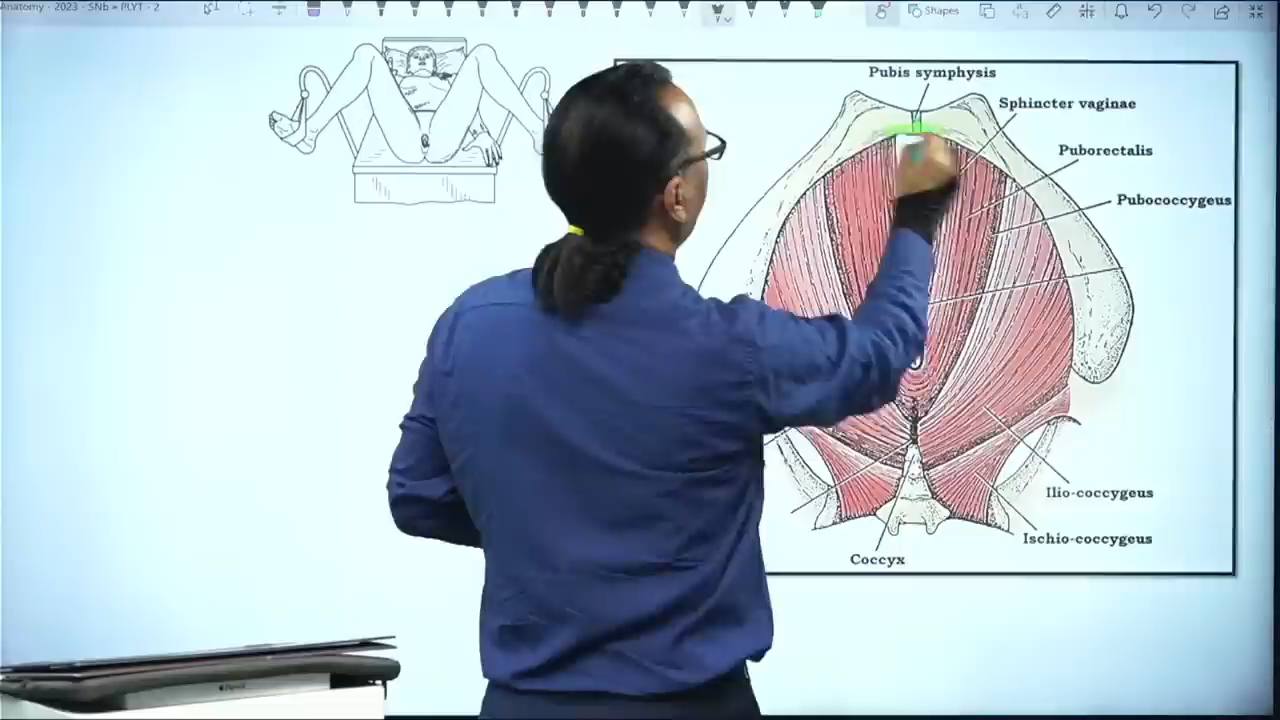 Anatomy - 2023 - SNb » PLYT - 2
Shapes
Pubis symphysis
Sphincter vaginae
Puborectalis
Pubococcygeus
Ilio-coccygeus
Ischio-coccygeus
Coccyx